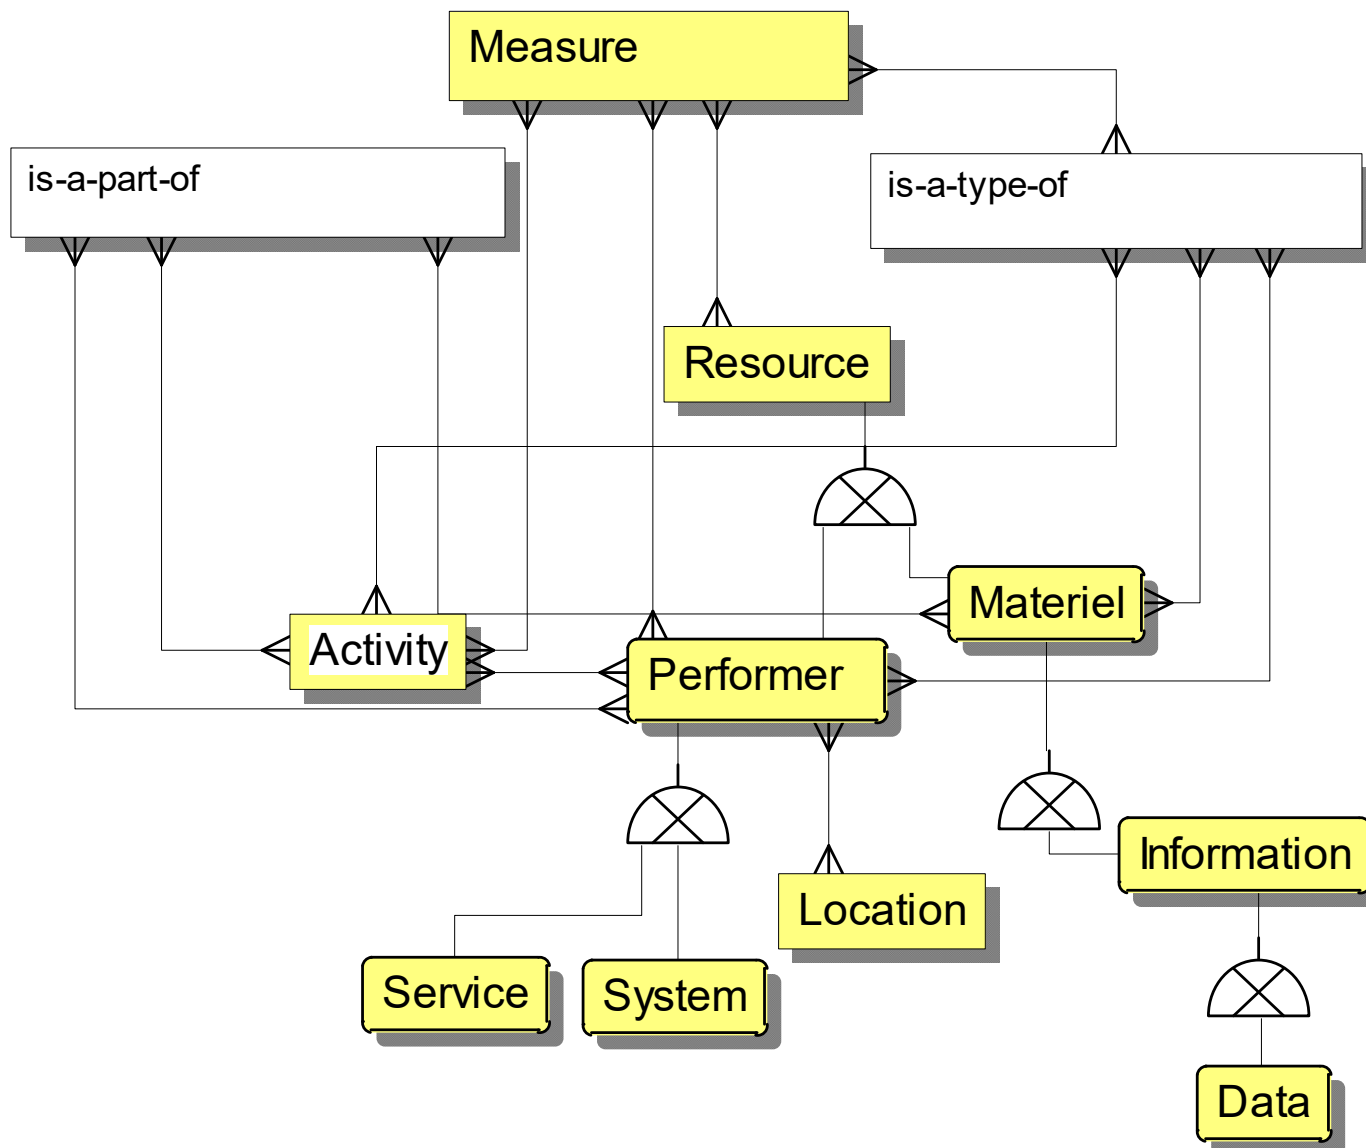 Measure
is-a-part-of
is-a-type-of
Resource
Materiel
Activity
Performer
Information
Location
Service
System
Data